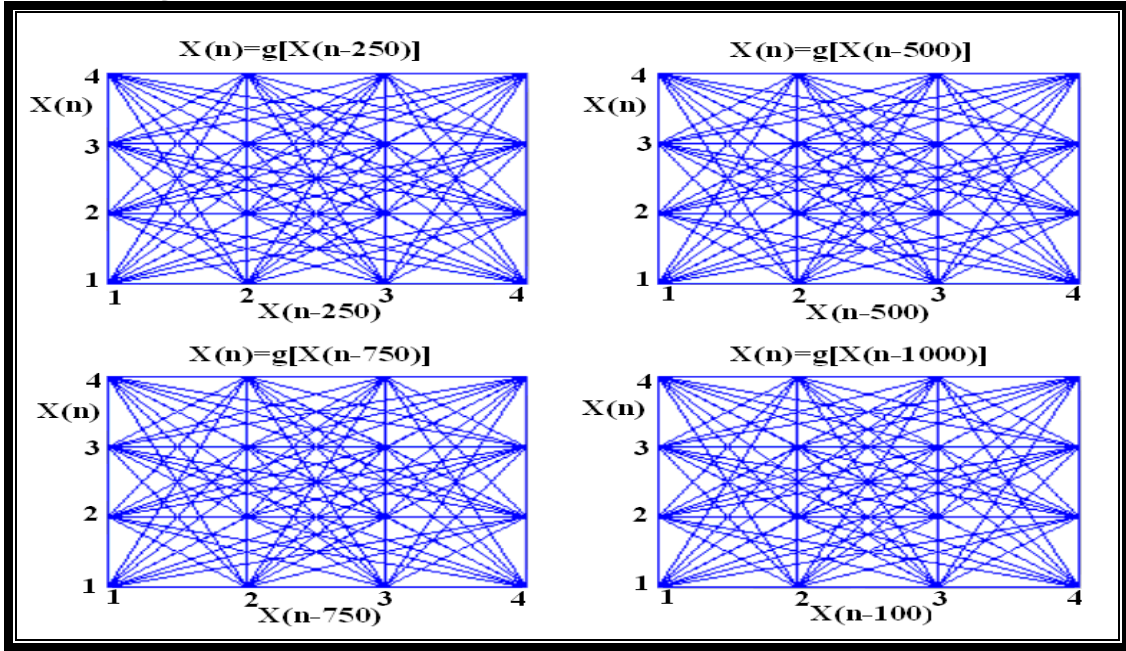 X(n)=g[X(n-250)]
4
X(n)
3
2
1
1 2 3 4
X(n-250)
X(n)=g[X(n-500)]
4
X(n)
3
2
1
1 2 3 4
X(n-500)
X(n)=g[X(n-750)]
4
X(n)
3
2
1
1 2 3 4
X(n-750)
X(n)=g[X(n-1000)]
4
X(n)
3
2
1
1 2 3 4
X(n-100)